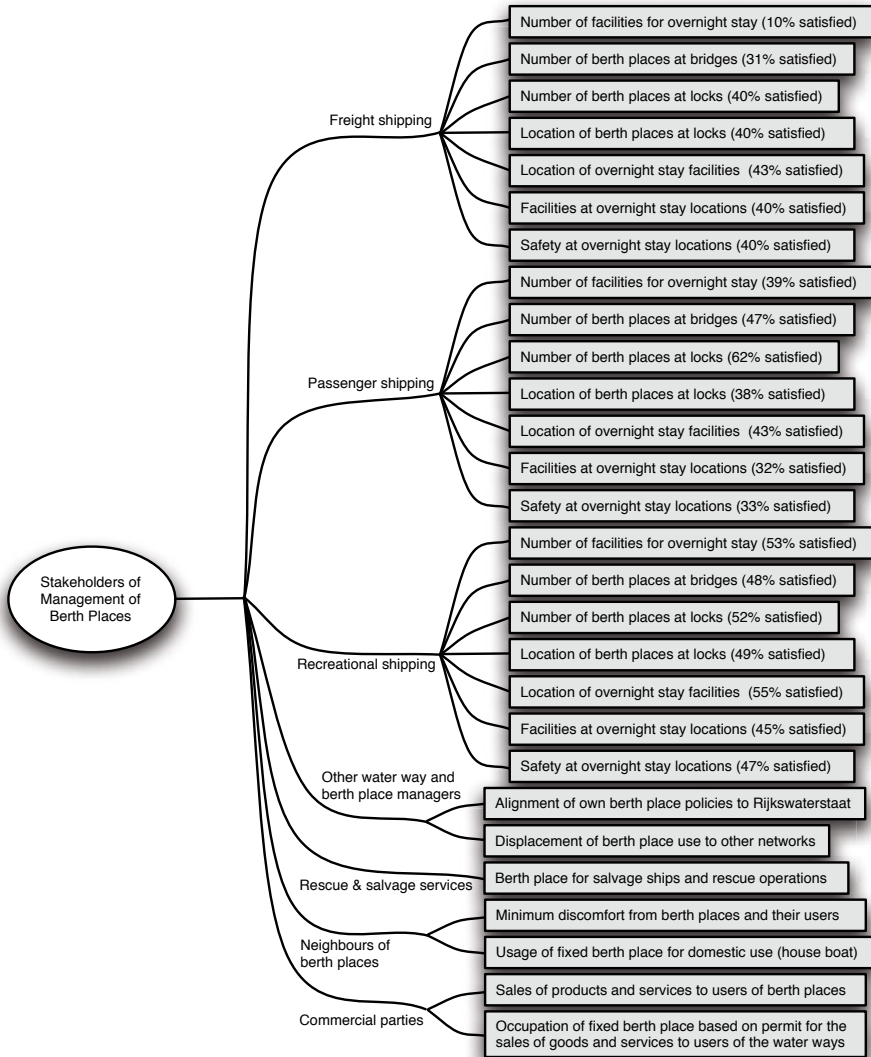 Stakeholders of
Management of
Berth Places
Freight shipping
Number of facilities for overnight stay (10% satisfied)
Number of berth places at bridges (31% satisfied)
Number of berth places at locks (40% satisfied)
Location of berth places at locks (40% satisfied)
Location of overnight stay facilities  (43% satisfied)
Facilities at overnight stay locations (40% satisfied)
Safety at overnight stay locations (40% satisfied)
Passenger shipping
Number of facilities for overnight stay (39% satisfied)
Number of berth places at bridges (47% satisfied)
Number of berth places at locks (62% satisfied)
Location of berth places at locks (38% satisfied)
Location of overnight stay facilities  (43% satisfied)
Facilities at overnight stay locations (32% satisfied)
Safety at overnight stay locations (33% satisfied)
Recreational shipping
Number of facilities for overnight stay (53% satisfied)
Number of berth places at bridges (48% satisfied)
Number of berth places at locks (52% satisfied)
Location of berth places at locks (49% satisfied)
Location of overnight stay facilities  (55% satisfied)
Facilities at overnight stay locations (45% satisfied)
Safety at overnight stay locations (47% satisfied)
Other water way and
berth place managers
Alignment of own berth place policies to Rijkswaterstaat
Displacement of berth place use to other networks
Rescue & salvage services
Berth place for salvage ships and rescue operations
Neighbours of
berth places
Minimum discomfort from berth places and their users
Usage of fixed berth place for domestic use (house boat)
Commercial parties
Sales of products and services to users of berth places
Occupation of fixed berth place based on permit for the
sales of goods and services to users of the water ways